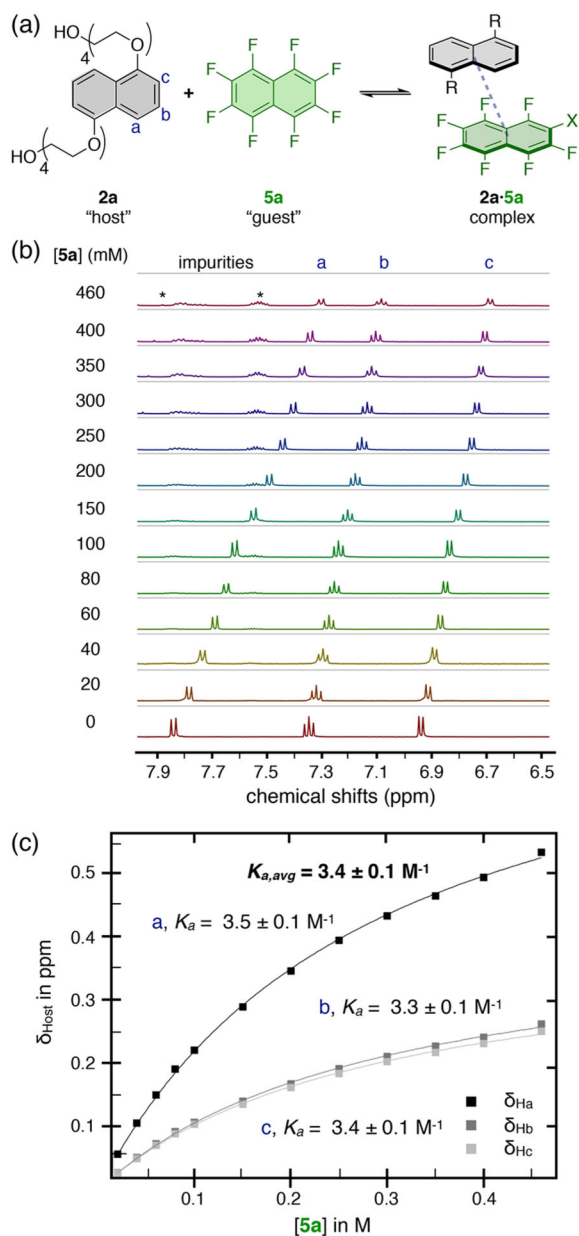 (a)
HO
4
O
c
b
a
HO
4
O
+
F F F F
F F F F
R
R
X
F F F
F F F F
2a
"host"
5a
"guest"
2a·5a
complex
(b)
[5a] (mM)
impurities a b c
* *
460
400
350
300
250
200
150
100
80
60
40
20
0
7.9 7.7 7.5 7.3 7.1 6.9 6.7 6.5
chemical shifts (ppm)
(c)
Ka,avg = 3.4 ± 0.1 M-1
a, Ka = 3.5 ± 0.1 M-1
b, Ka = 3.3 ± 0.1 M-1
c, Ka = 3.4 ± 0.1 M-1
δHa
δHb
δHc
δHost in ppm
0.5
0.4
0.3
0.2
0.1
0.1 0.2 0.3 0.4
[5a] in M